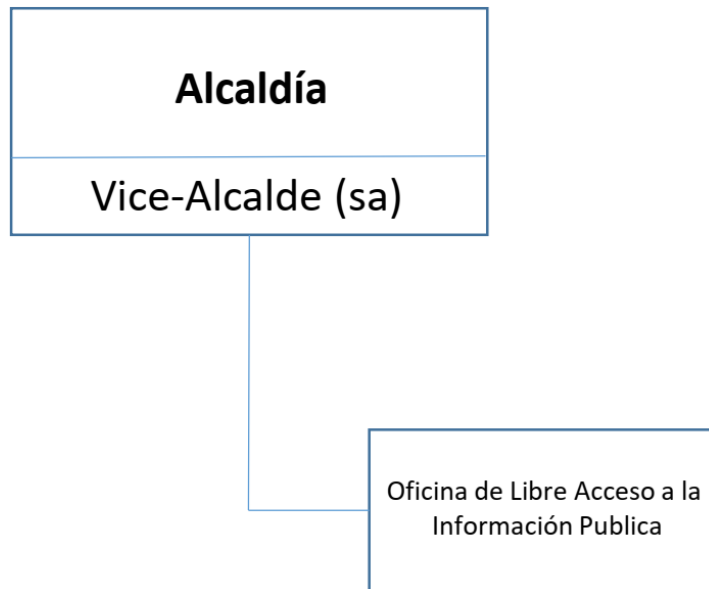 Alcaldía
Vice-Alcalde (sa)
Oficina de Libre Acceso a la
Información Publica